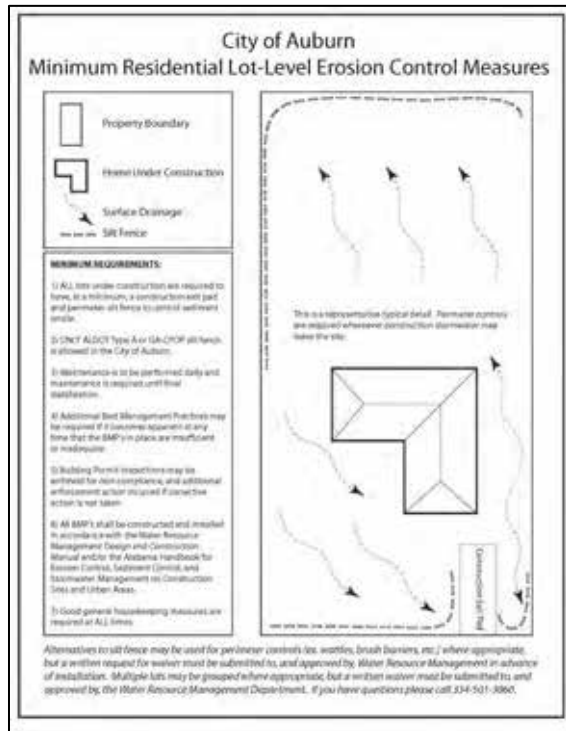 City of Auburn
Minimum Residential Lot-Level Erosion Control Measures
Property Boundary
Home Under Construction
Surface Drainage
Silt Fence
MINIMUM REQUIREMENTS:
1) ALL lots under construction are required to
have, at a minimum, a construction exit pad
and perimeter silt fence to control sediment
onsite.
2) ONLY ALDOT Type A or GA-CPOP silt fence
is allowed in the City of Auburn.
3) Maintenance is to be performed daily and
maintenance is required until final
stabilization.
4) Additional Best Management Practices may
be required if it becomes apparent at any
time that the BMP's in place are insufficient
or inadequate.
5) Building Permit Inspections may be
for non-compliance, and additional
enforcement action incurred if corrective
action is not taken.
6) All BMP's shall be constructed and installed
in accordance with the Water Resource
Management Design and Construction
Manual and/or the Alabama Handbook for
Erosion Control, Sediment Control, and
Stormwater Management on Construction
Sites and Urban Areas.
7) Good general housekeeping measures are
required at ALL times.
This is a representative typical detail. Perimeter controls
are required wherever construction stormwater may
leave the site.
Construction Exit Pad
Alternatives to silt fence may be used for perimeter controls (ex. wattles, brush barriers, etc.) where appropriate,
but a written request for waiver must be submitted to, and approved by, Water Resource Management in advance
of installation. Multiple lots may be grouped where appropriate, but a written waiver must be submitted to, and
approved by, the Water Resource Management Department. If you have questions please call 334-501-3060.